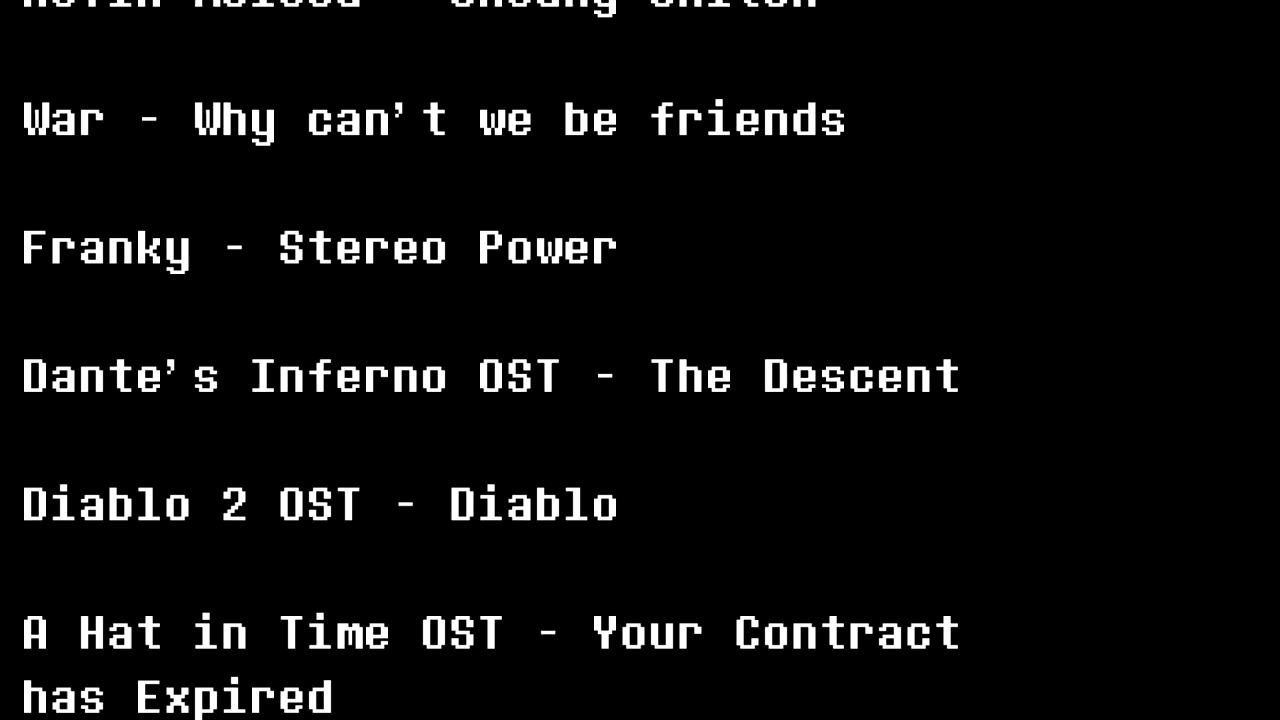 War - Why can't we be friends
Franky - Stereo Power
Dante's Inferno OST - The Descent
Diablo 2 OST - Diablo
A Hat in Time OST - Your Contract
has Expired